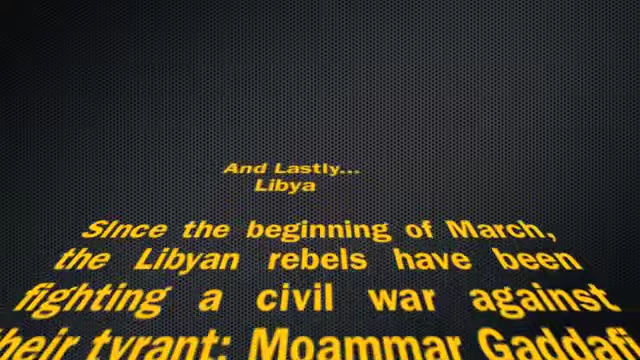 And Lastly...
Libya
SInce the beginning of March,
the Libyan rebels have been
fighting a civil war against
their tyrant: Moammar Gaddafi